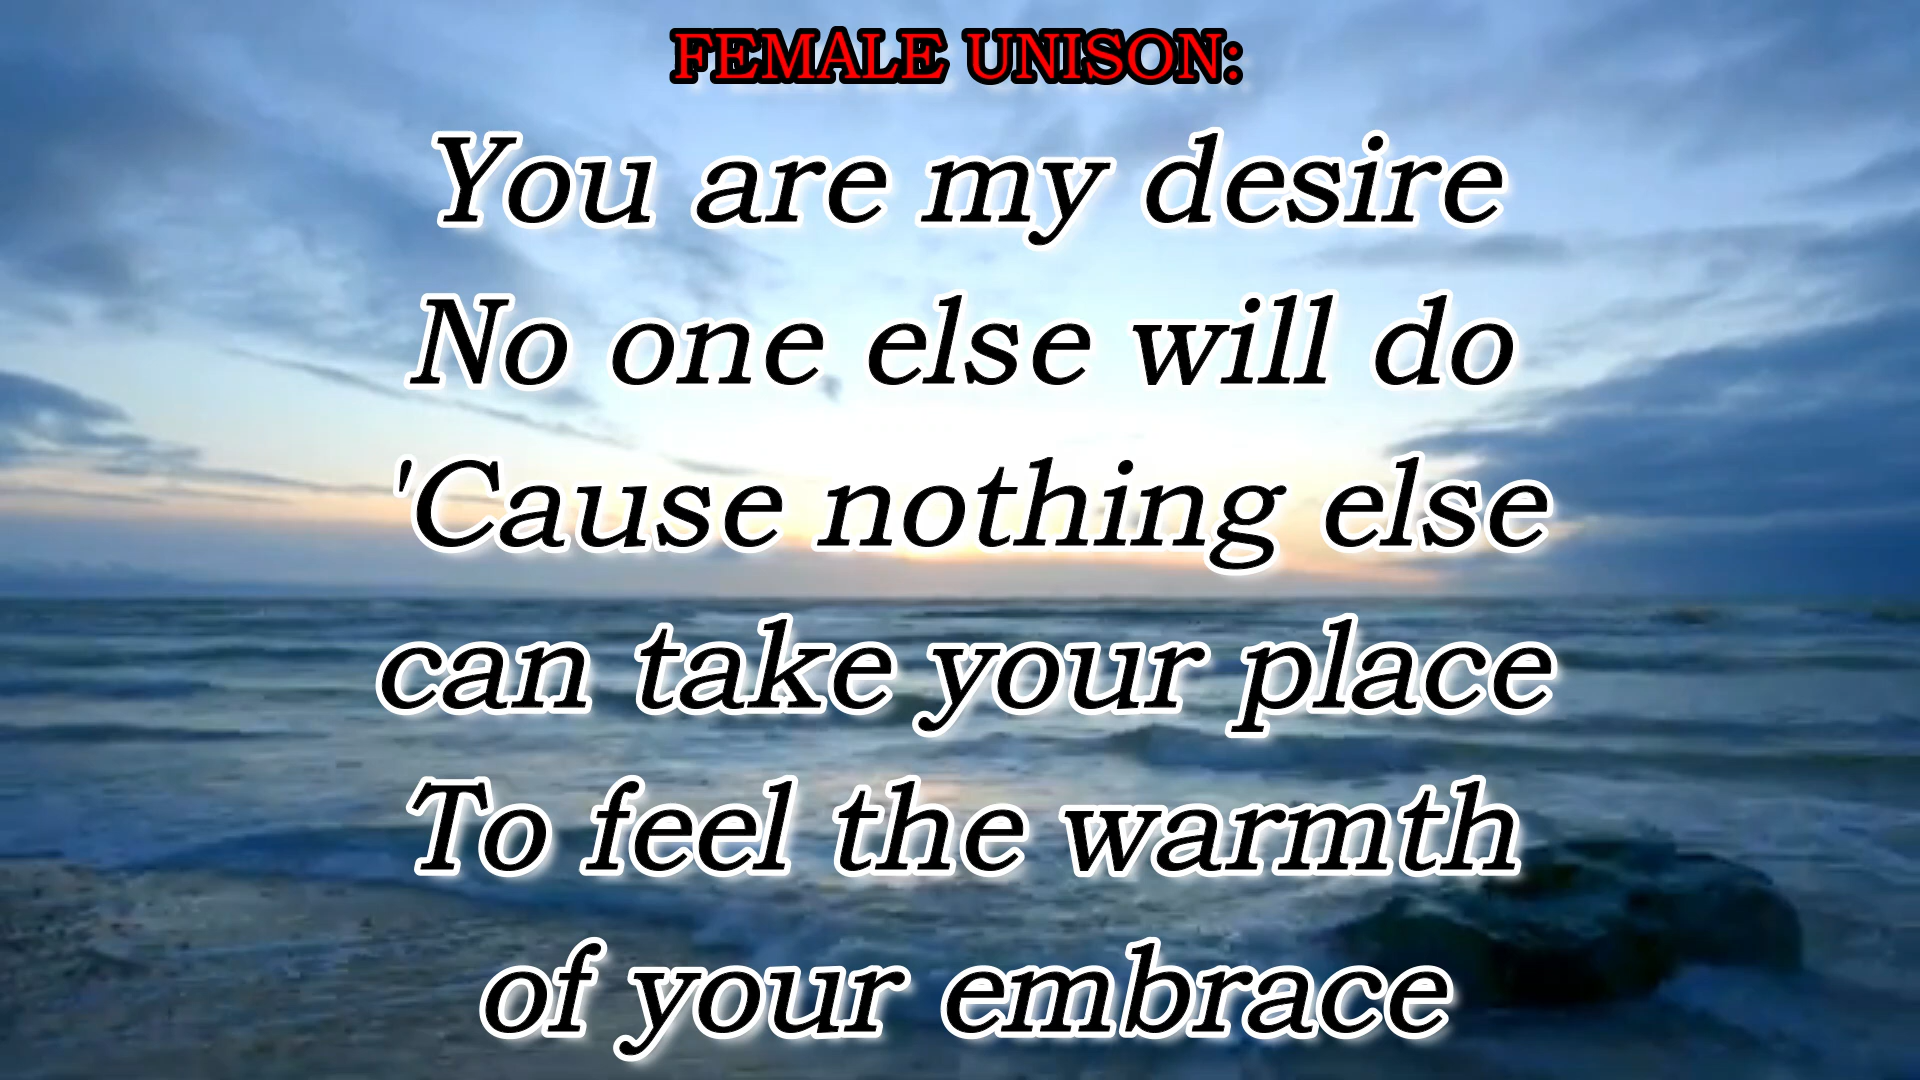 FEMALE UNISON:
You are my desire
No one else will do
'Cause nothing else
can take your place
To feel the warmth
of your embrace